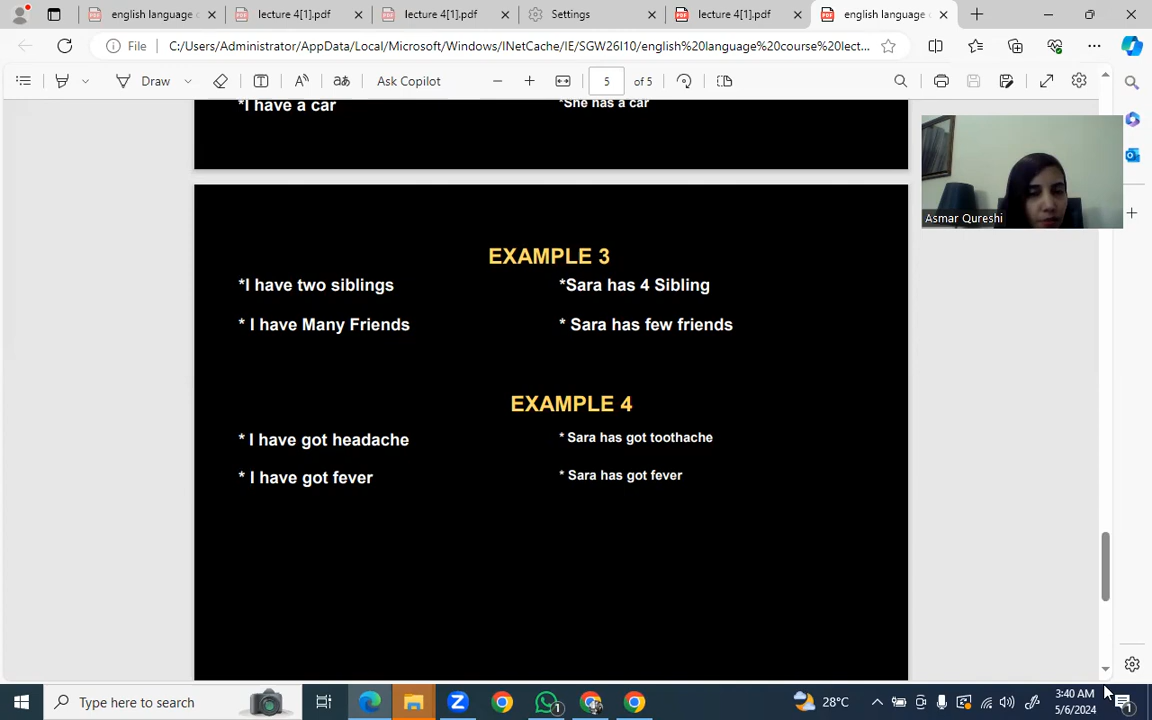 english language
lecture 4[1].pdf
lecture 4[1].pdf
Settings
lecture 4[1].pdf
english language
File
C:/Users/Administrator/AppData/Local/Microsoft/Windows/INetCache/IE/SGW26I10/english%20language%20course%20lect...
Draw
Ask Copilot
5
of 5
*I have a car
*She has a car
Asmar Qureshi
EXAMPLE 3
*I have two siblings
*Sara has 4 Sibling
* I have Many Friends
* Sara has few friends
EXAMPLE 4
* I have got headache
* Sara has got toothache
* I have got fever
* Sara has got fever
Type here to search
1
28°C
3:40 AM
5/6/2024
1